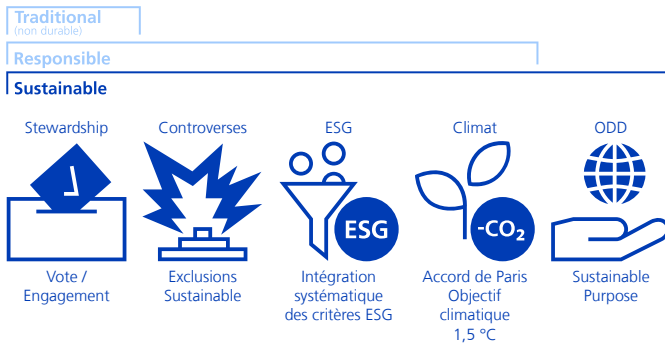 Traditional
(non durable)
Responsible
Sustainable
Stewardship
Controverses
ESG
Climat
ODD
ESG
-CO₂
Vote /
Engagement
Exclusions
Sustainable
Intégration
systématique
des critères ESG
Accord de Paris
Objectif
climatique
1,5 °C
Sustainable
Purpose